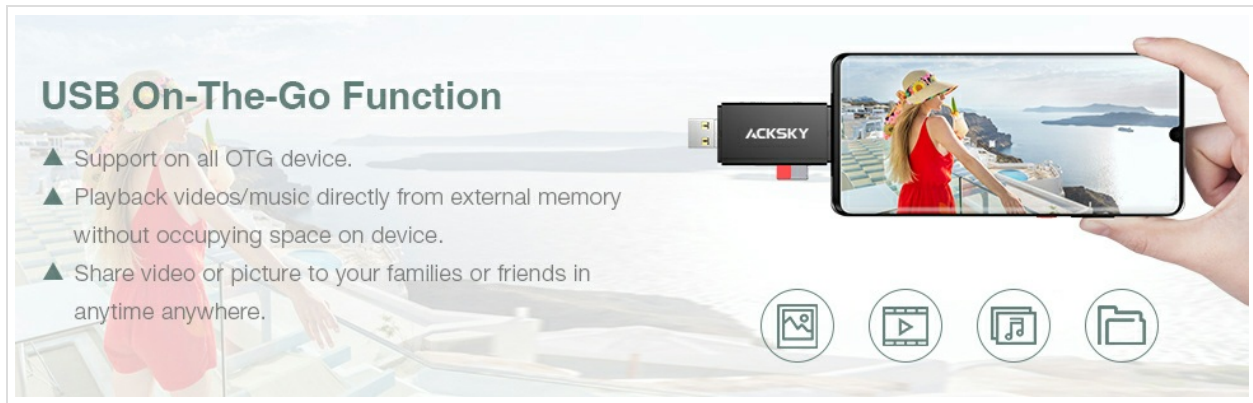 USB On-The-Go Function
Support on all OTG device.
Playback videos/music directly from external memory
without occupying space on device.
Share video or picture to your families or friends in
anytime anywhere.
ACKSKY